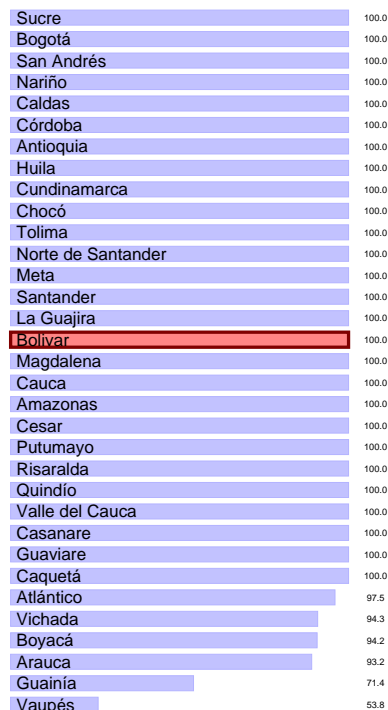 Sucre 100.0
Bogotá 100.0
San Andrés 100.0
Nariño 100.0
Caldas 100.0
Córdoba 100.0
Antioquia 100.0
Huila 100.0
Cundinamarca 100.0
Chocó 100.0
Tolima 100.0
Norte de Santander 100.0
Meta 100.0
Santander 100.0
La Guajira 100.0
Bolivar 100.0
Magdalena 100.0
Cauca 100.0
Amazonas 100.0
Cesar 100.0
Putumayo 100.0
Risaralda 100.0
Quindío 100.0
Valle del Cauca 100.0
Casanare 100.0
Guaviare 100.0
Caquetá 100.0
Atlántico 97.5
Vichada 94.3
Boyacá 94.2
Arauca 93.2
Guainía 71.4
Vaupés 53.8